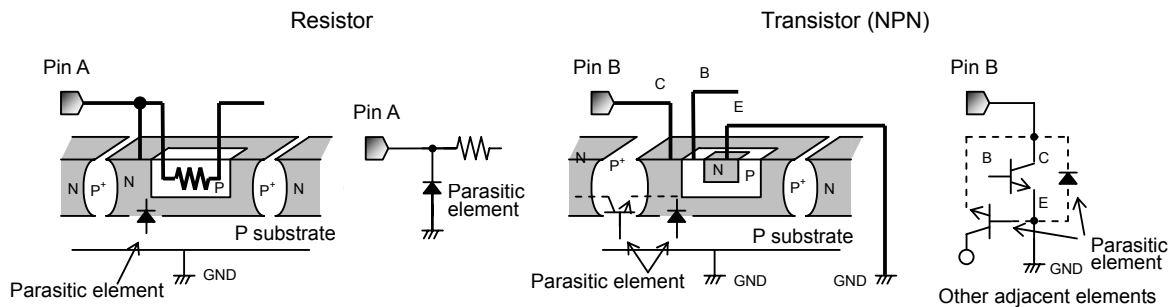 Resistor
Transistor (NPN)
Pin A
Pin A
N
P+
N
P
P+
N
Parasitic
element
P substrate
Parasitic element
GND
Pin B
C
B
E
N
P+
N
N
P
P+
N
P substrate
Parasitic element
GND
GND
Pin B
B
C
E
Parasitic
element
GND
Other adjacent elements